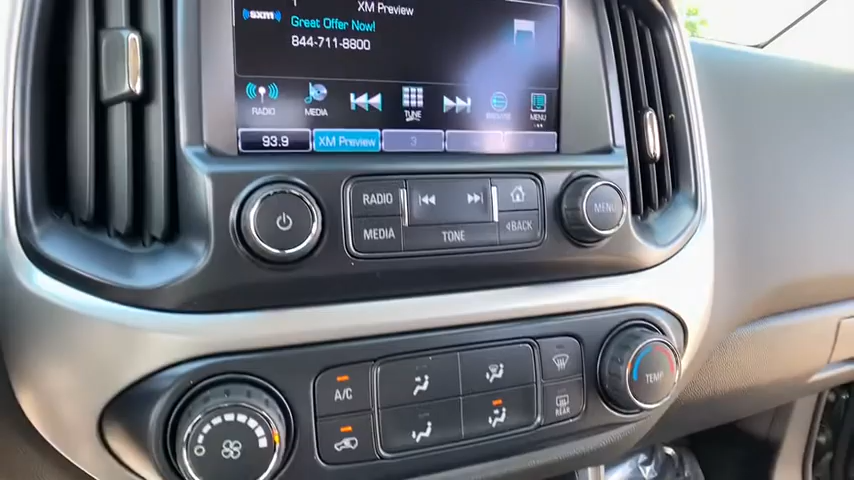 XM Preview
sxm
Great Offer Now!
844-711-8800
RADIO
MEDIA
TUNE
BROWSE
MENU
93.9
XM Preview
3
RADIO
MEDIA
TONE
BACK
MENU
A/C
REAR
TEMP